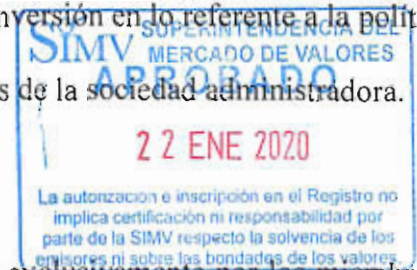 nversión en lo referente a la polít
SIMV SUPERINTENDENCIA DEL
MERCADO DE VALORES
APROBADO
s de la sociedad administradora.
22 ENE 2020
La autorización e inscripción en el Registro no
implica certificación ni responsabilidad por
parte de la SIMV respecto la solvencia de los
emisores ni sobre las bondades de los valores.
exclusivamente por